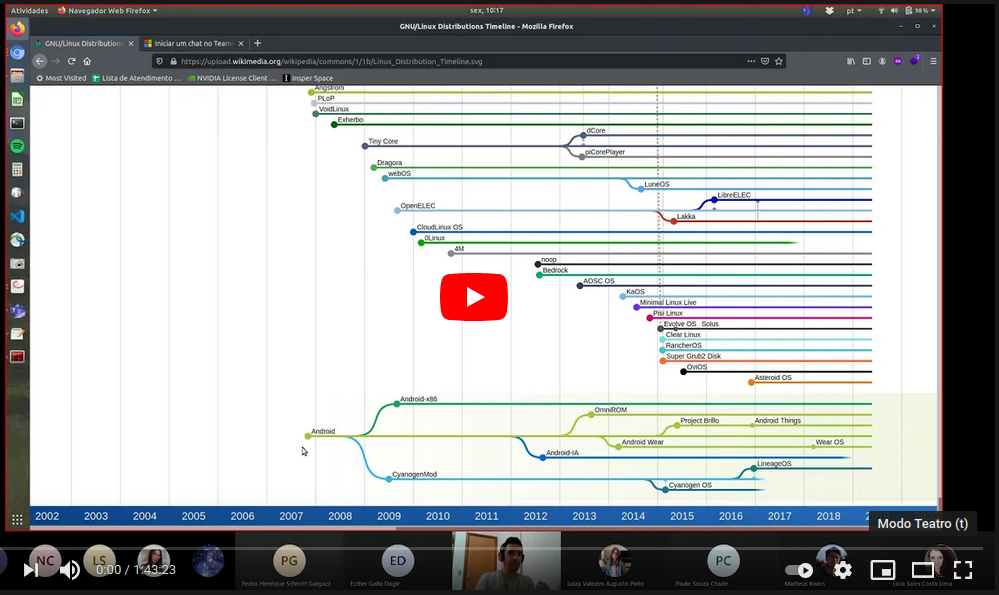 Atividades
Navegador Web Firefox
sex, 10:17
pt
98 %
GNU/Linux Distributions Timeline - Mozilla Firefox
GNU/Linux Distributions
Iniciar um chat no Teams
https://upload.wikimedia.org/wikipedia/commons/1/1b/Linux_Distribution_Timeline.svg
Most Visited
Lista de Atendimento ...
NVIDIA License Client ...
Insper Space
Angstrom
PLoP
VoidLinux
Exherbo
dCore
Tiny Core
piCorePlayer
Dragora
webOS
LuneOS
LibreELEC
OpenELEC
Lakka
CloudLinux OS
0Linux
4M
noop
Bedrock
AOSC OS
KaOS
Minimal Linux Live
Pisi Linux
Evolve OS Solus
Clear Linux
RancherOS
Super Grub2 Disk
OviOS
Asteroid OS
Android-x86
OmniROM
Project Brillo
Android Things
Android
Android Wear
Wear OS
Android-IA
LineageOS
CyanogenMod
Cyanogen OS
2002 2003 2004 2005 2006 2007 2008 2009 2010 2011 2012 2013 2014 2015 2016 2017 2018
Modo Teatro (t)
NC
LS
PG
ED
PC
0:00 / 1:43:23
Pedro Henrique Schmitt Gurpacz
Esther Gallo Dagir
Luiza Valezim Augusto Pinto
Paulo Souza Chade
Matheus Kwon
Licia Sales Costa Lima